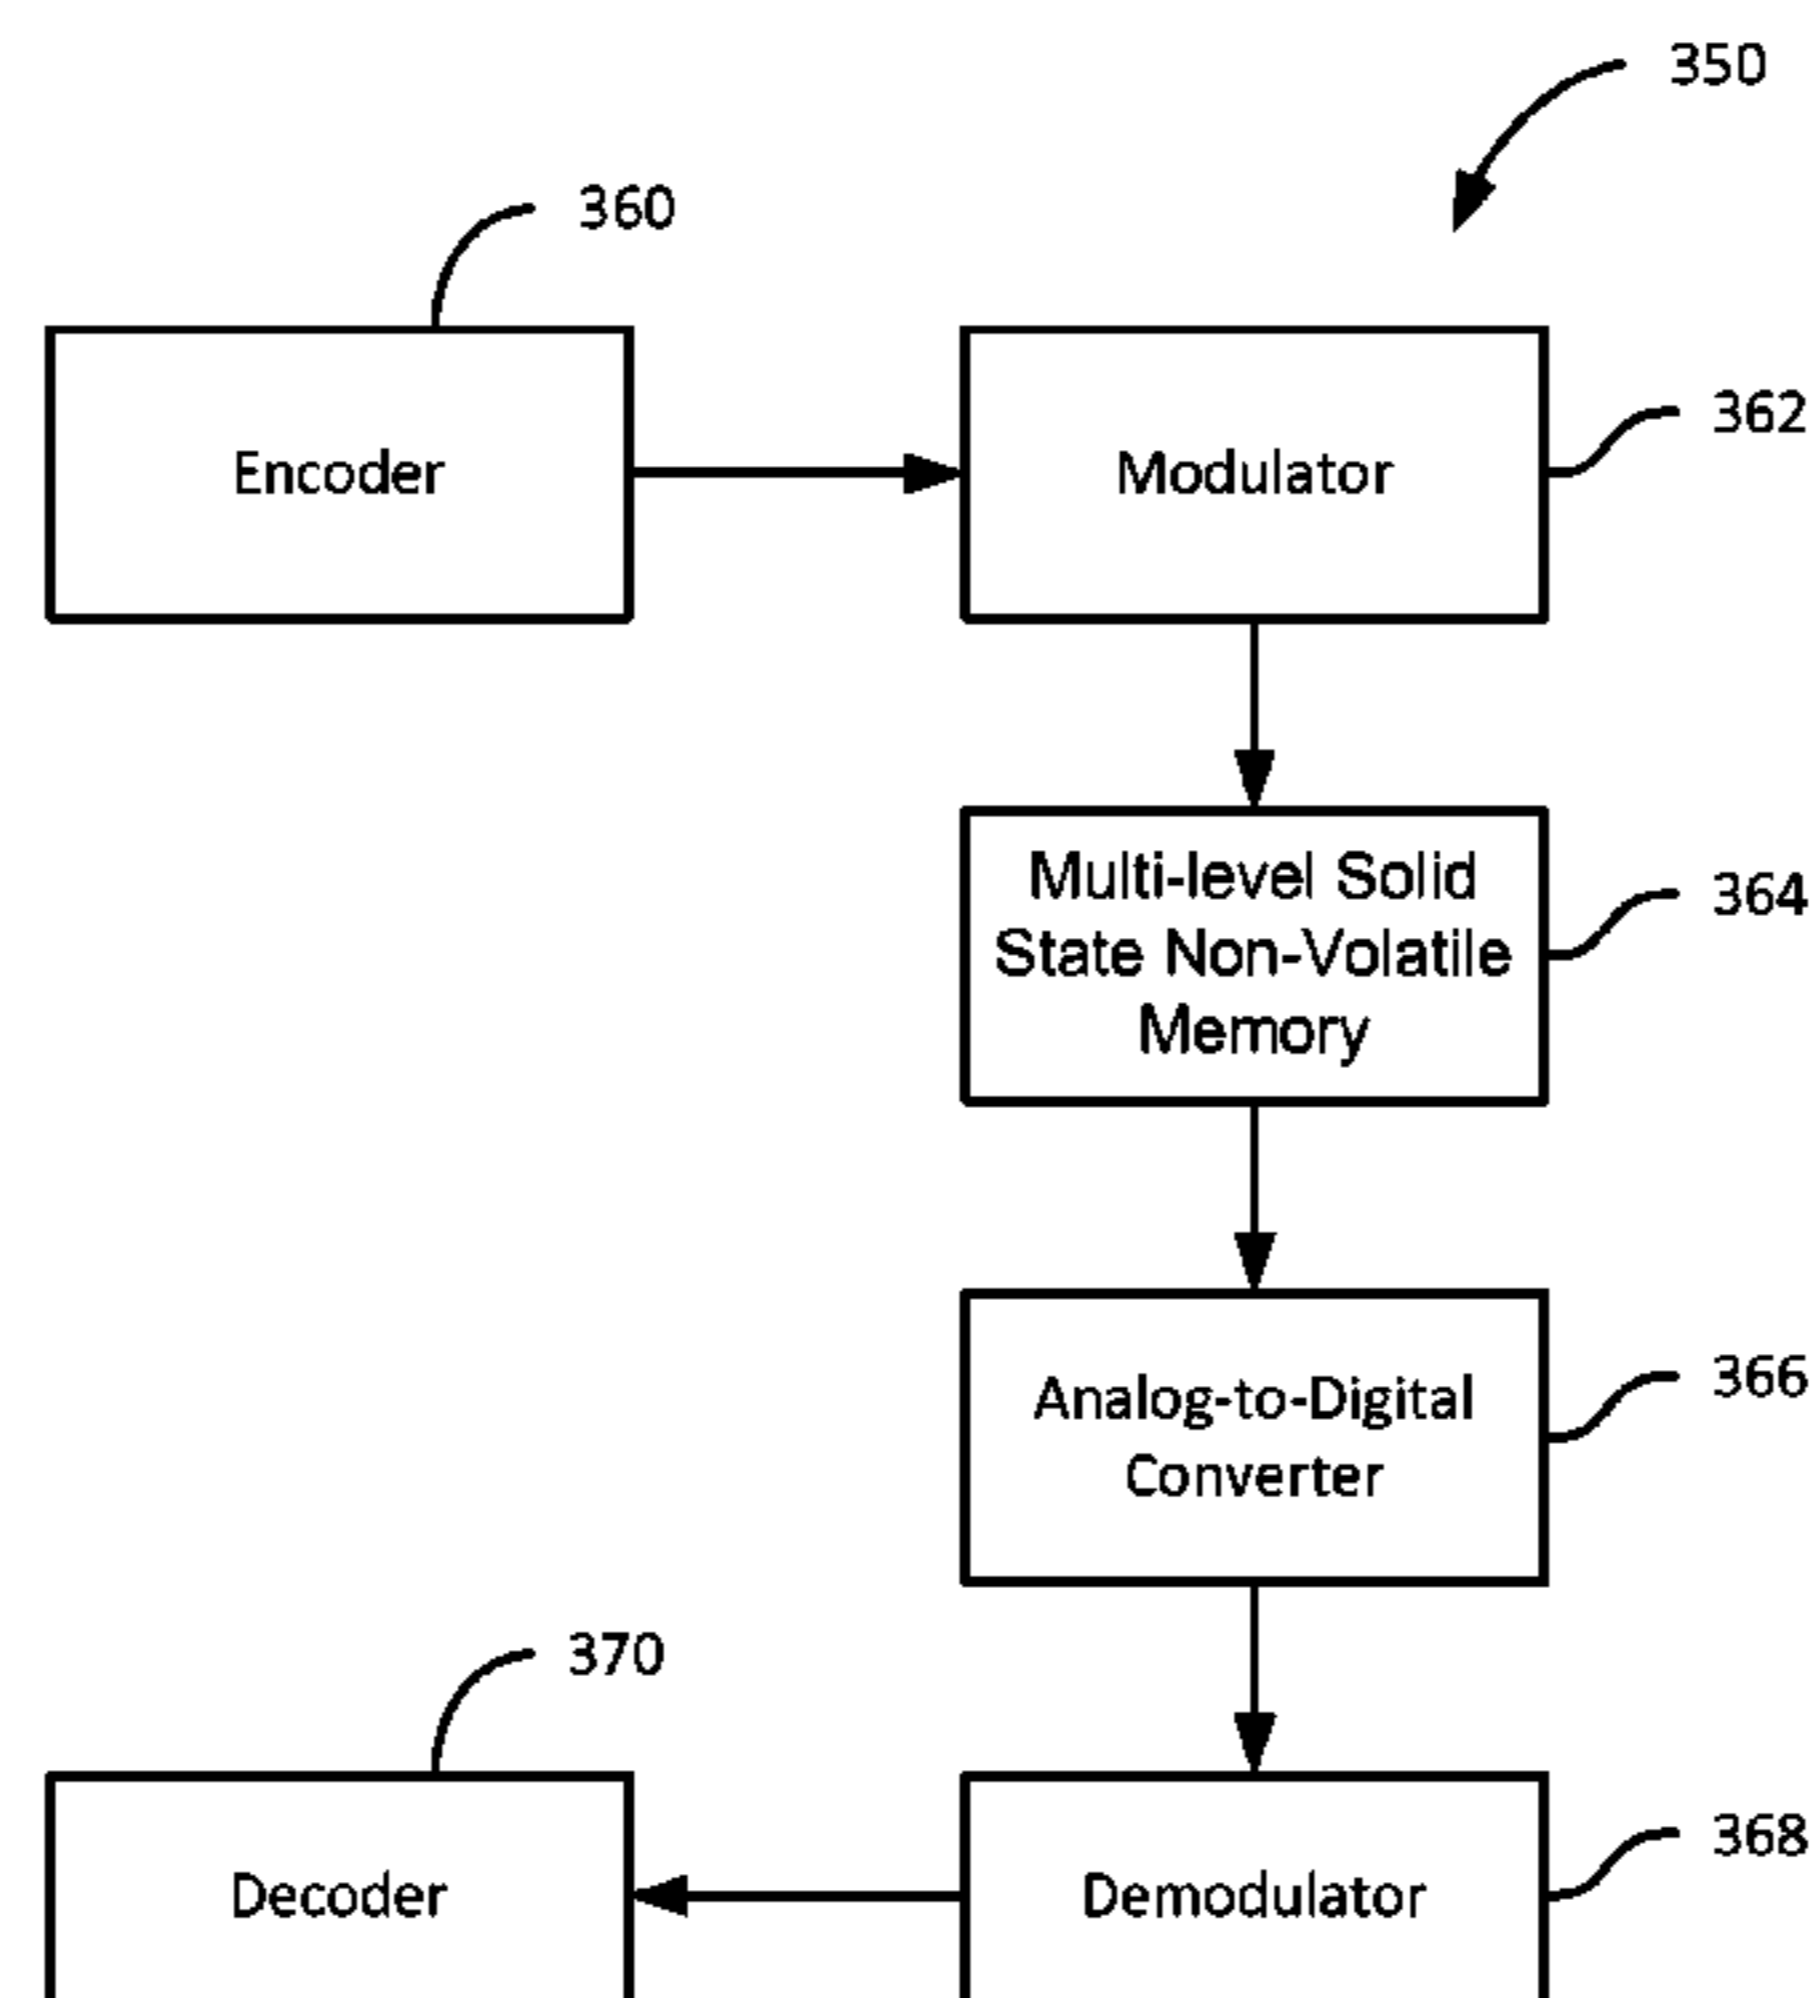 350
360
Encoder
Modulator
362
Multi-level Solid
State Non-Volatile
Memory
364
Analog-to-Digital
Converter
366
370
Decoder
Demodulator
368